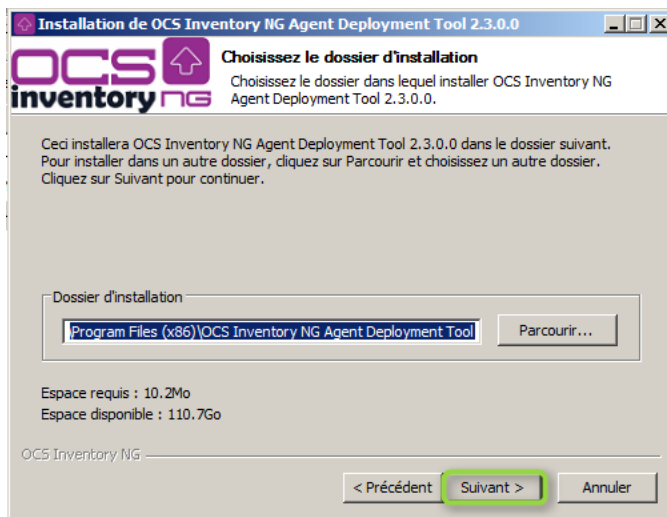 Installation de OCS Inventory NG Agent Deployment Tool 2.3.0.0
OCS
inventory NG
Choisissez le dossier d'installation
Choisissez le dossier dans lequel installer OCS Inventory NG
Agent Deployment Tool 2.3.0.0.
Ceci installera OCS Inventory NG Agent Deployment Tool 2.3.0.0 dans le dossier suivant.
Pour installer dans un autre dossier, cliquez sur Parcourir et choisissez un autre dossier.
Cliquez sur Suivant pour continuer.
Dossier d'installation
\Program Files (x86)\OCS Inventory NG Agent Deployment Tool
Parcourir...
Espace requis : 10.2Mo
Espace disponible : 110.7Go
OCS Inventory NG
< Précédent
Suivant >
Annuler